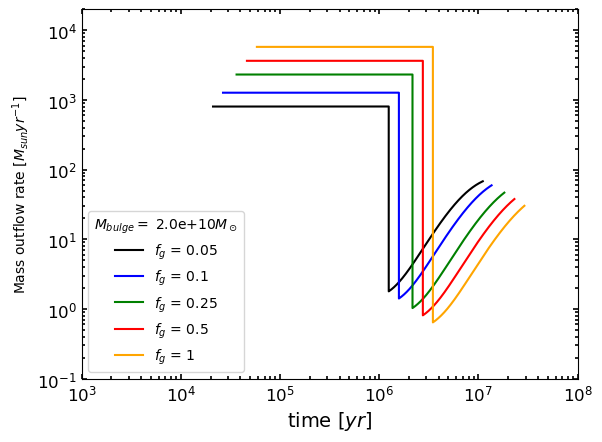 Mass outflow rate [M_sun yr^−1]
10^4
10^3
10^2
10^1
10^0
10^−1
M_bulge = 2.0e+10M_⊙
f_g = 0.05
f_g = 0.1
f_g = 0.25
f_g = 0.5
f_g = 1
10^3 10^4 10^5 10^6 10^7 10^8
time [yr]